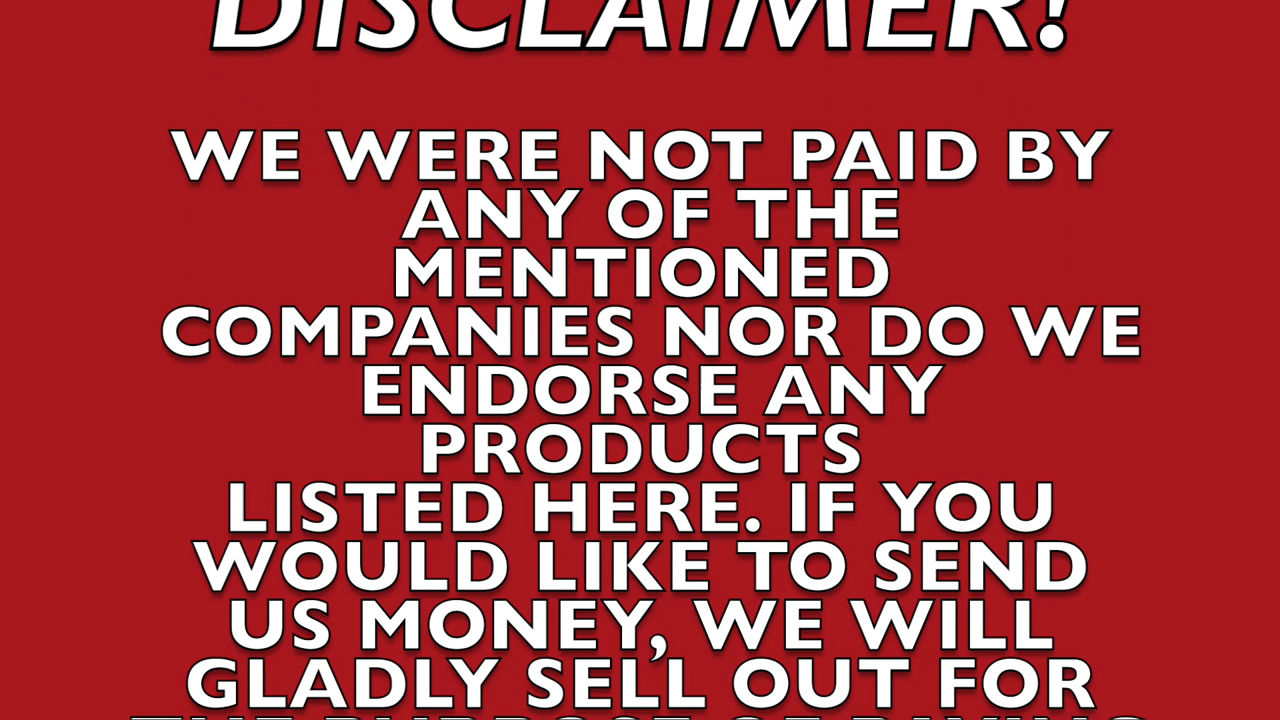 DISCLAIMER!
WE WERE NOT PAID BY
ANY OF THE
MENTIONED
COMPANIES NOR DO WE
ENDORSE ANY
PRODUCTS
LISTED HERE. IF YOU
WOULD LIKE TO SEND
US MONEY, WE WILL
GLADLY SELL OUT FOR